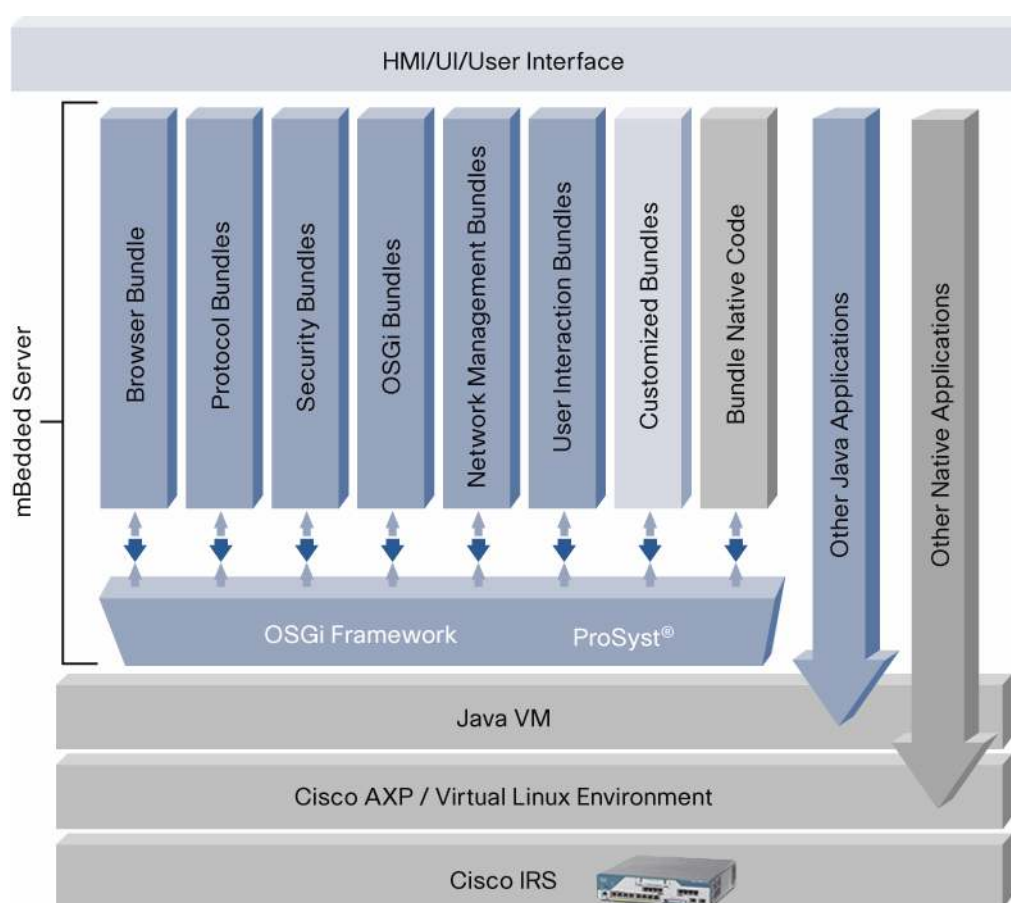 HMI/UI/User Interface
mBedded Server
Browser Bundle
Protocol Bundles
Security Bundles
OSGi Bundles
Network Management Bundles
User Interaction Bundles
Customized Bundles
Bundle Native Code
Other Java Applications
Other Native Applications
OSGi Framework
ProSyst®
Java VM
Cisco AXP / Virtual Linux Environment
Cisco IRS